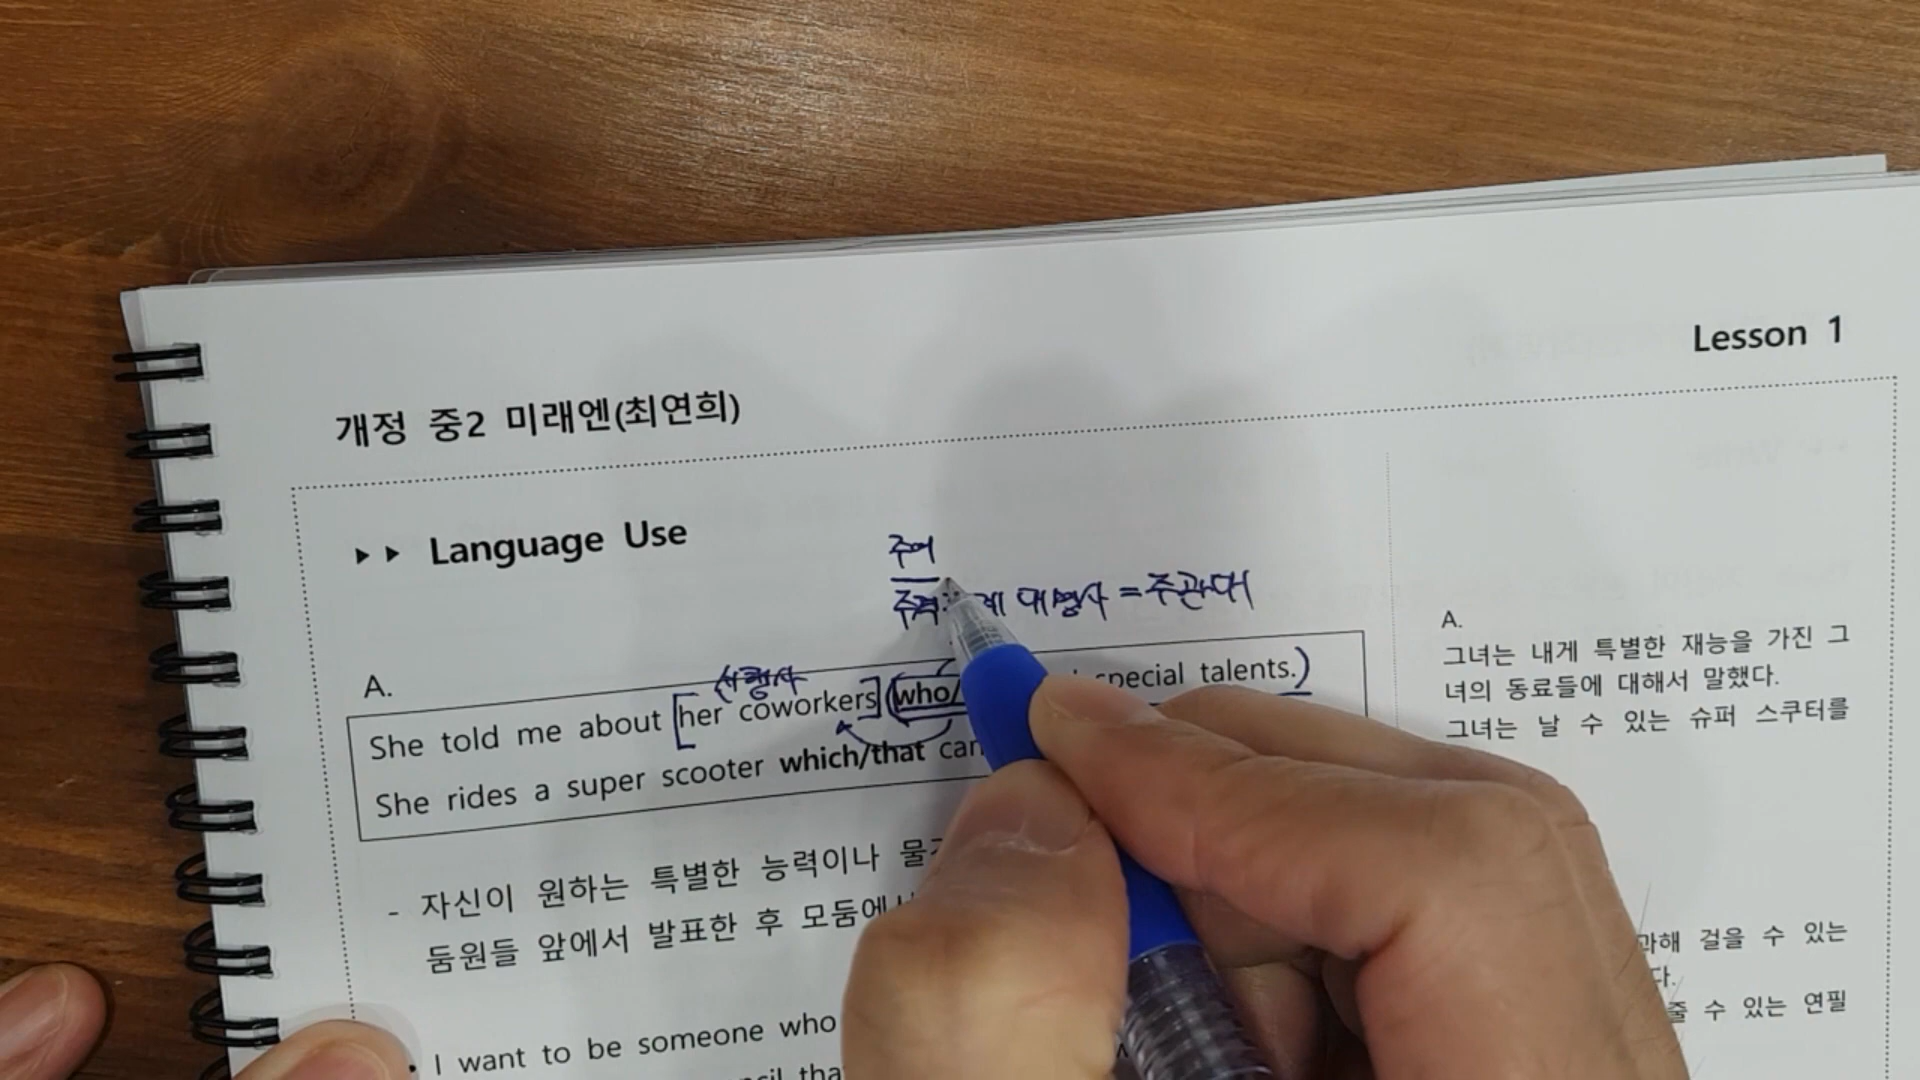 Lesson 1
개정 중2 미래엔(최연희)
▶ ▶ Language Use
주어
주격 계 대명사 = 주관대
A.
선행사
She told me about [her coworkers] (who/ special talents.)
She rides a super scooter which/that can
- 자신이 원하는 특별한 능력이나
둠원들 앞에서 발표한 후 모둠에서
• I want to be someone who
A.
그녀는 내게 특별한 재능을 가진 그
녀의 동료들에 대해서 말했다.
그녀는 날 수 있는 슈퍼 스쿠터를
과해 걸을 수 있는
다.
줄 수 있는 연필